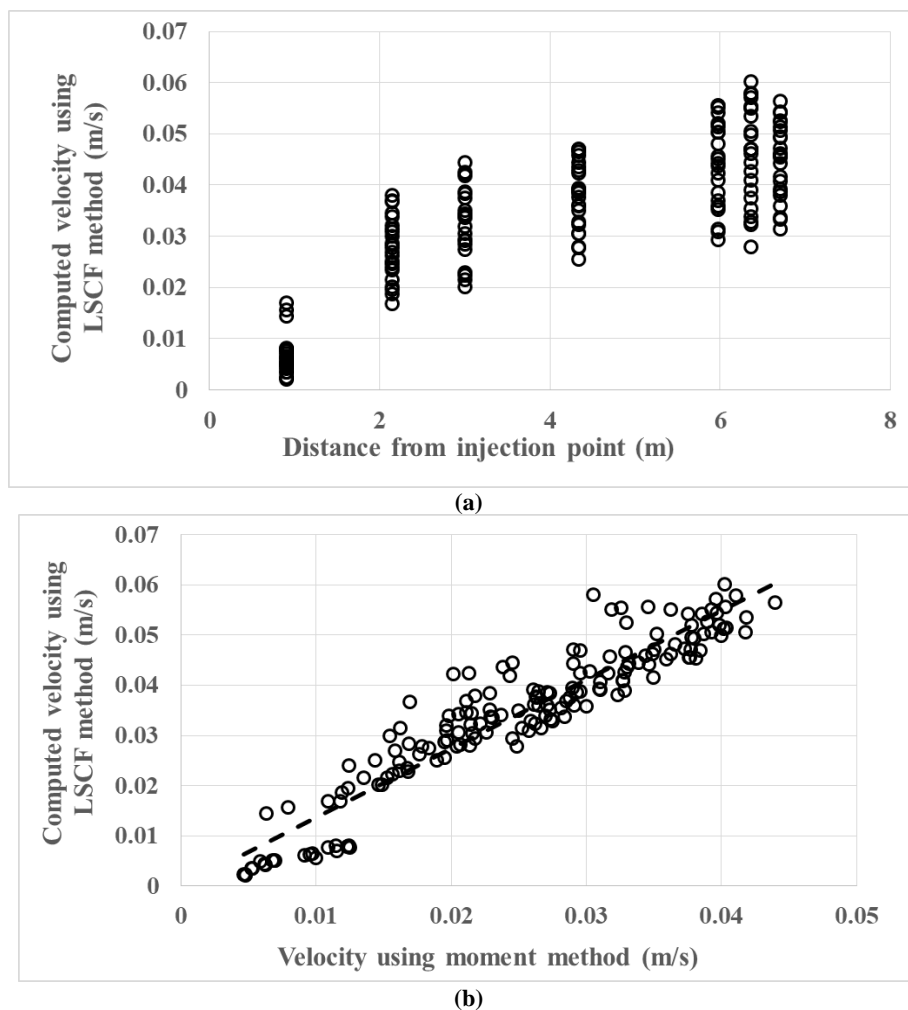 0.07
0.06
0.05
0.04
0.03
0.02
0.01
0
Computed velocity using
LSCF method (m/s)
0 2 4 6 8
Distance from injection point (m)
(a)
0.07
0.06
0.05
0.04
0.03
0.02
0.01
0
Computed velocity using
LSCF method (m/s)
0 0.01 0.02 0.03 0.04 0.05
Velocity using moment method (m/s)
(b)